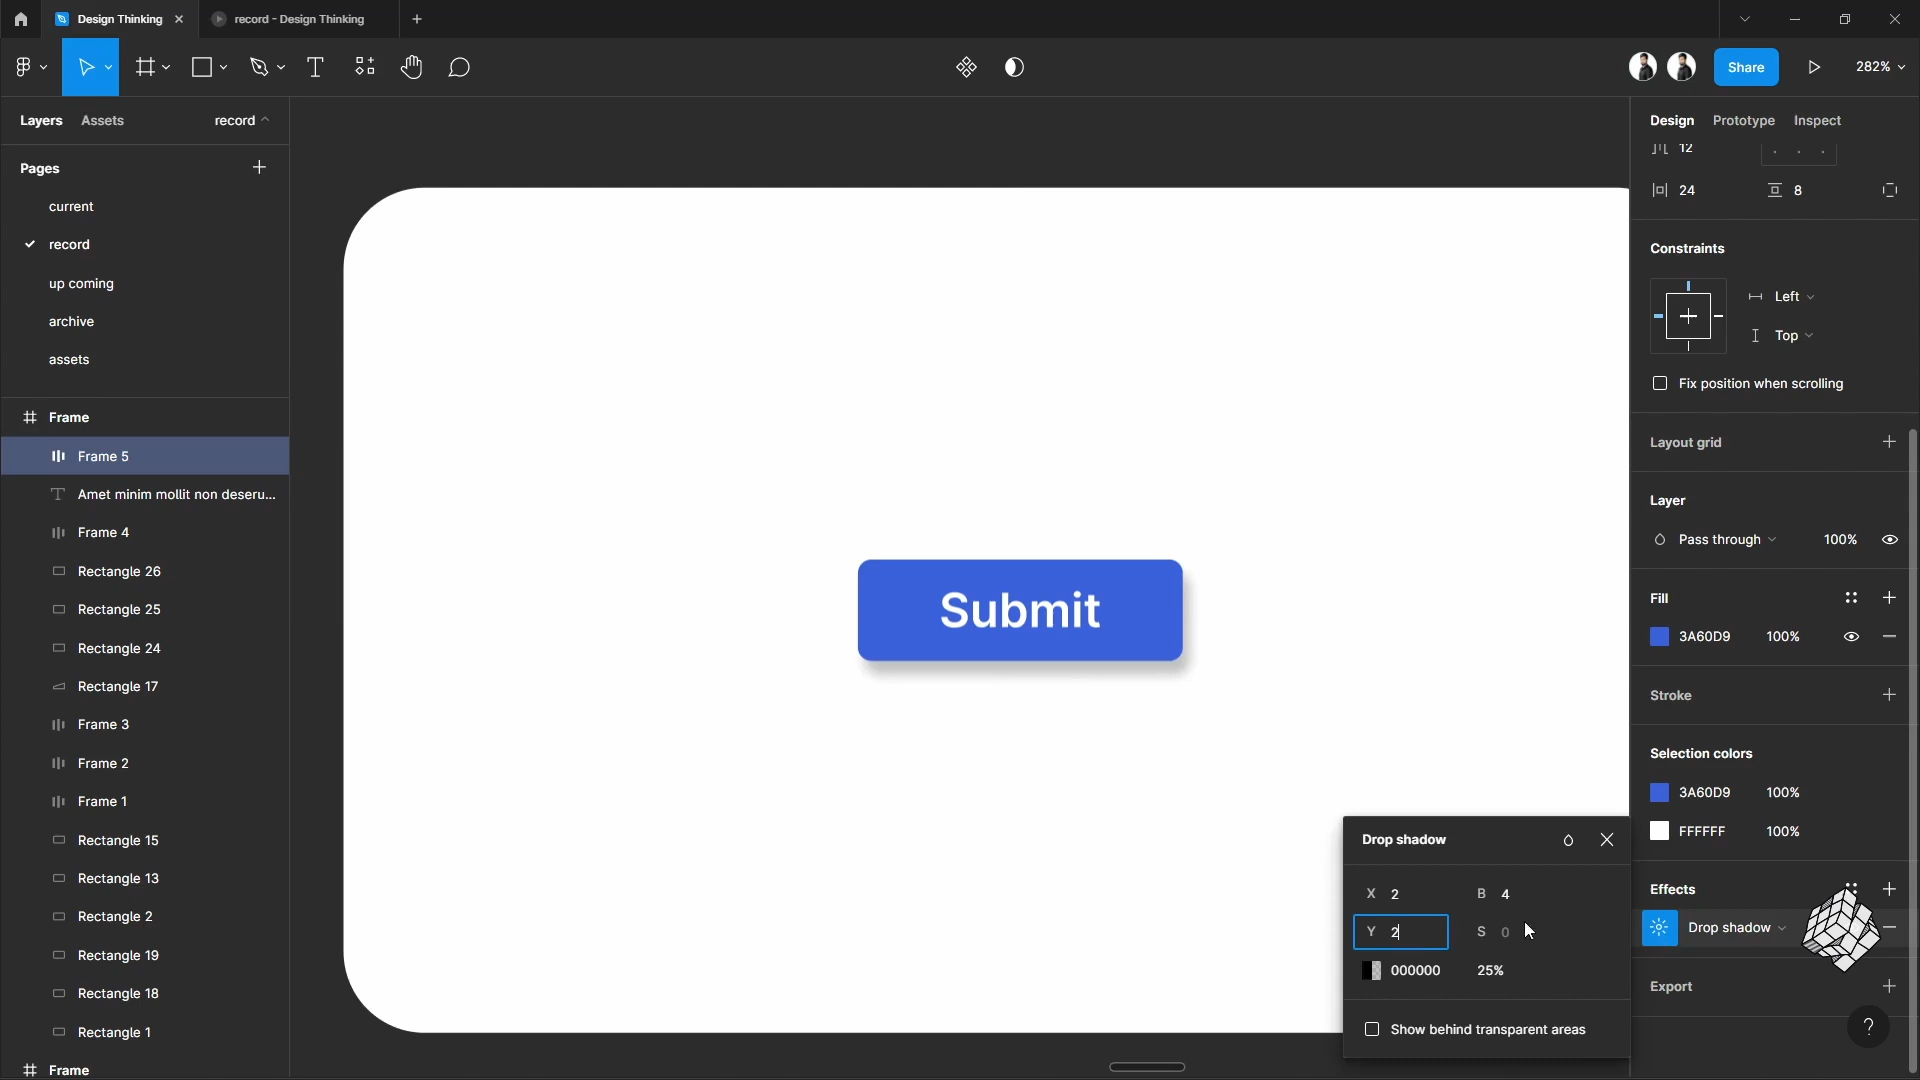 Design Thinking
record - Design Thinking
Share
282%
Layers
Assets
record
Pages
current
record
up coming
archive
assets
Frame
Frame 5
Amet minim mollit non deseru...
Frame 4
Rectangle 26
Rectangle 25
Rectangle 24
Rectangle 17
Frame 3
Frame 2
Frame 1
Rectangle 15
Rectangle 13
Rectangle 2
Rectangle 19
Rectangle 18
Rectangle 1
Frame
Submit
Drop shadow
X 2
B 4
Y 2
S 0
000000 25%
Show behind transparent areas
Design
Prototype
Inspect
12
24
8
Constraints
Left
Top
Fix position when scrolling
Layout grid
Layer
Pass through 100%
Fill
3A60D9 100%
Stroke
Selection colors
3A60D9 100%
FFFFFF 100%
Effects
Drop shadow
Export
?